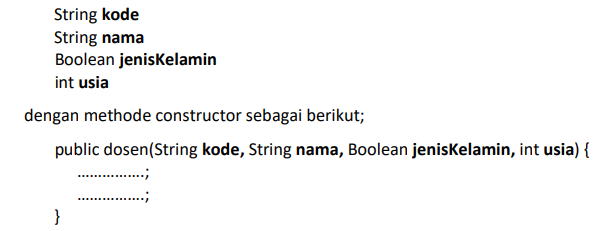 String kode
String nama
Boolean jenisKelamin
int usia
dengan methode constructor sebagai berikut;
public dosen(String kode, String nama, Boolean jenisKelamin, int usia) {
................;
................;
}